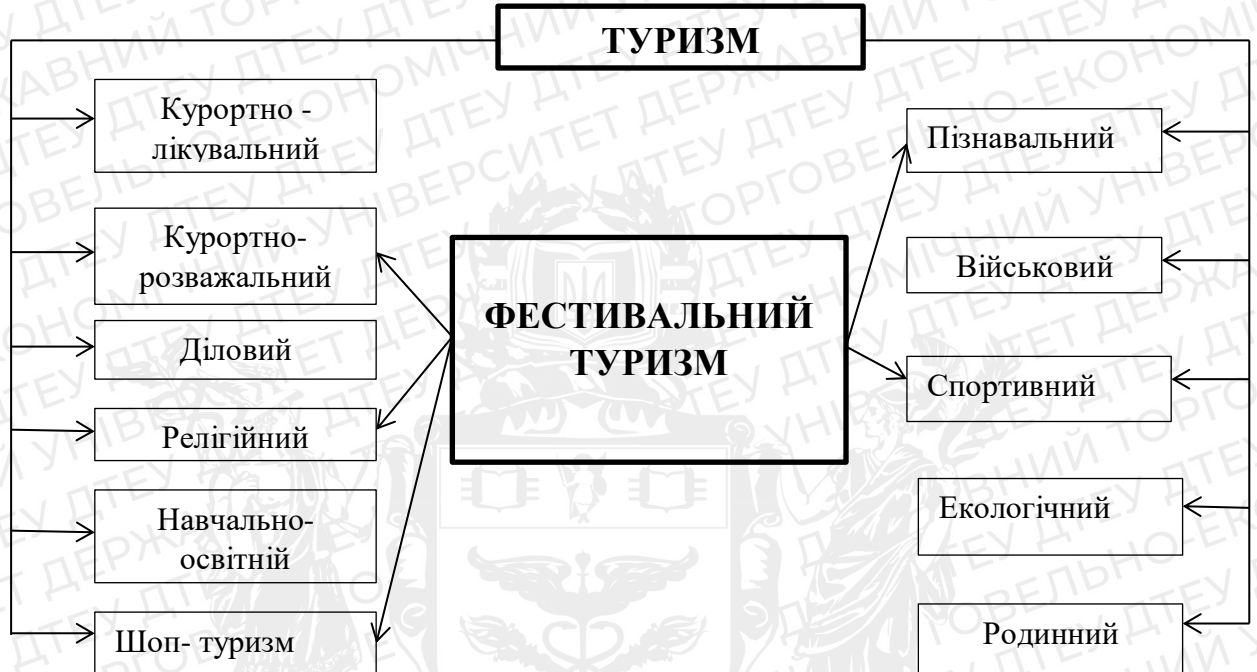 ТУРИЗМ
Курортно -
лікувальний
Курортно-
розважальний
Діловий
Релігійний
Навчально-
освітній
Шоп- туризм
ФЕСТИВАЛЬНИЙ
ТУРИЗМ
Пізнавальний
Військовий
Спортивний
Екологічний
Родинний